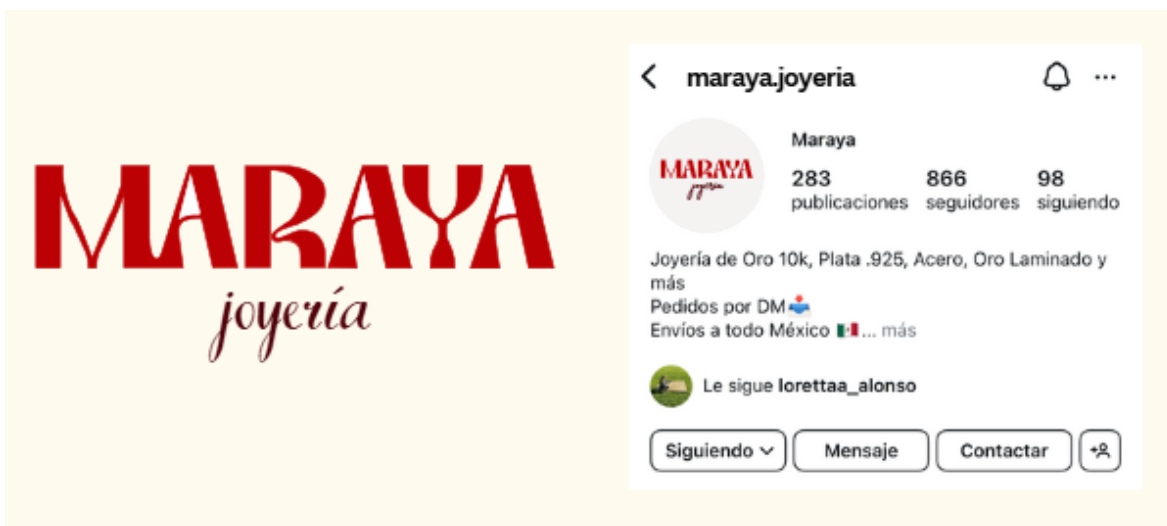 MARAYA
joyería
maraya.joyeria
MARAYA
joyería
Maraya
283 866 98
publicaciones seguidores siguiendo
Joyería de Oro 10k, Plata .925, Acero, Oro Laminado y
más
Pedidos por DM📥
Envíos a todo México 🇲🇽... más
Le sigue lorettaa_alonso
Siguiendo Mensaje Contactar